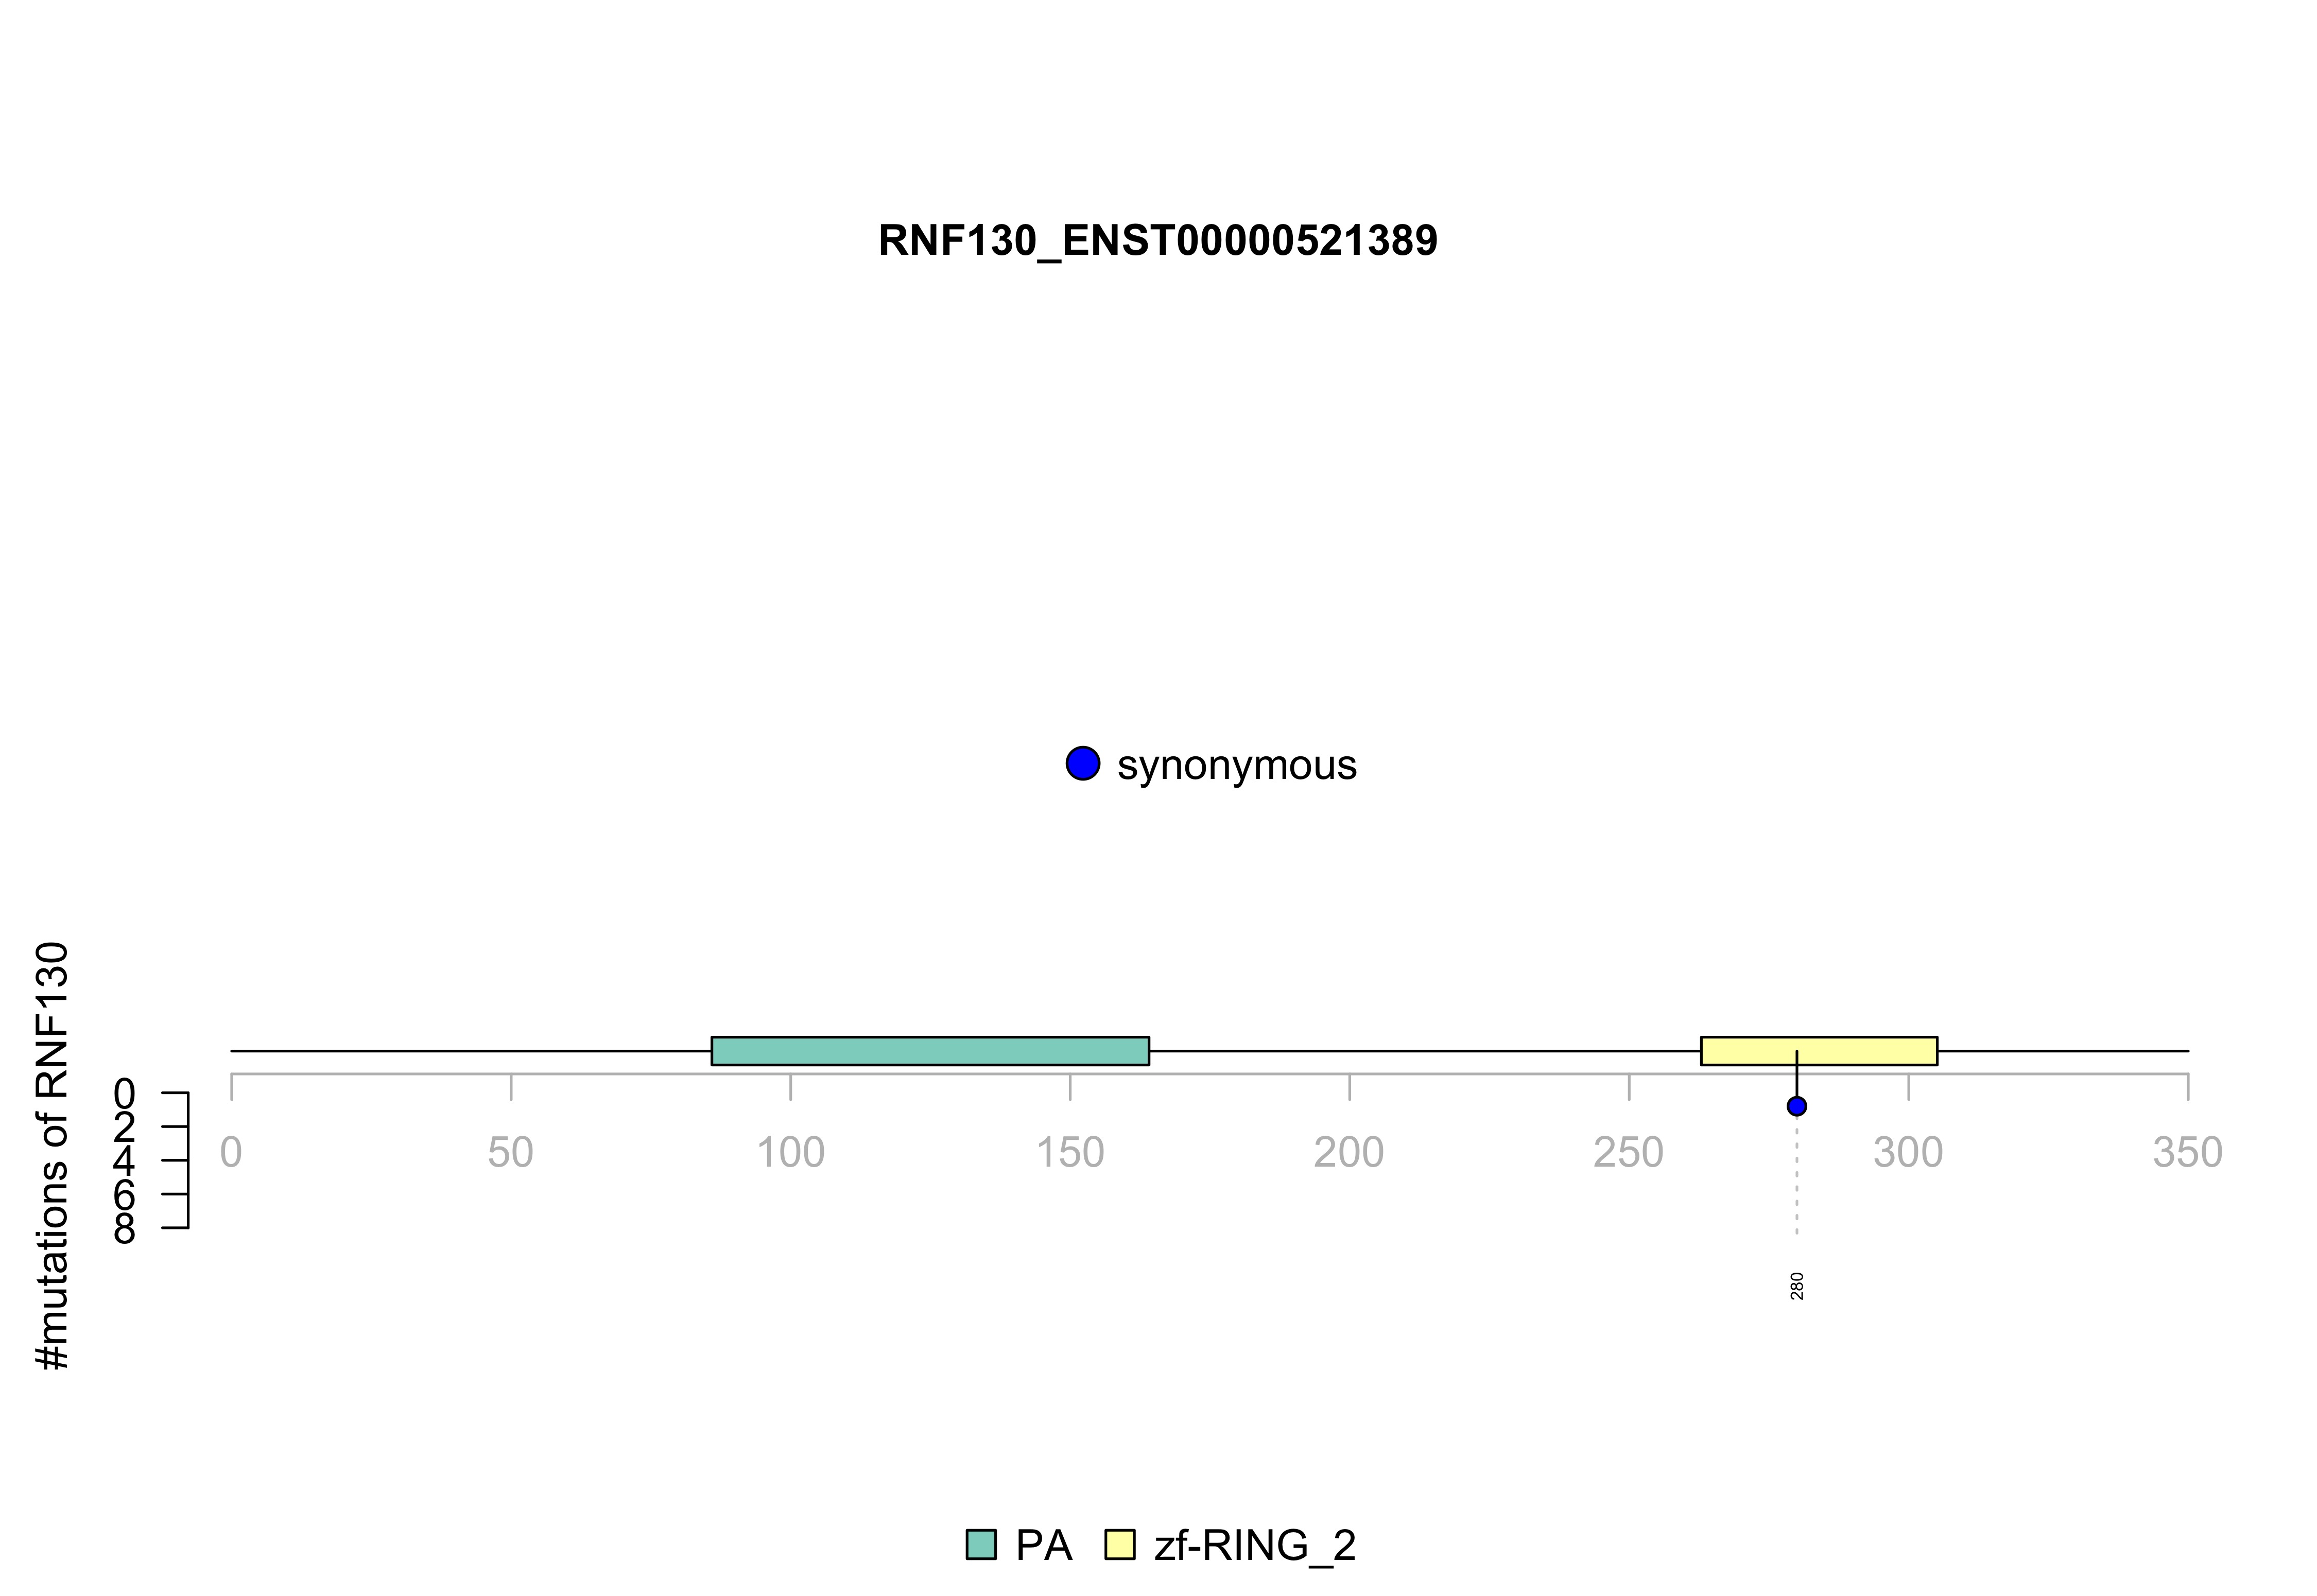 RNF130_ENST00000521389
synonymous
#mutations of RNF130
0
2
4
6
8
0 50 100 150 200 250 300 350
280
PA zf-RING_2